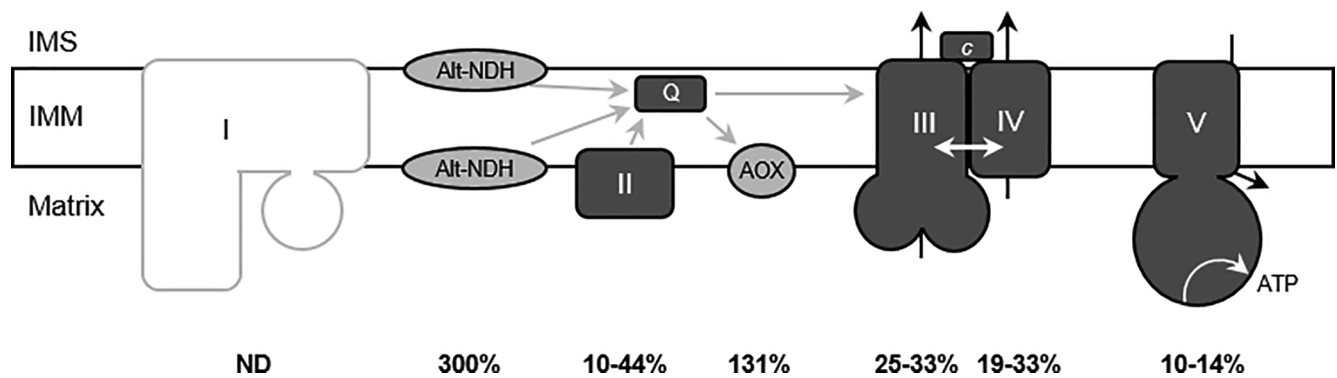 IMS
IMM
Matrix
I
Alt-NDH
Alt-NDH
Q
II
AOX
c
III
IV
V
ATP
ND 300% 10-44% 131% 25-33% 19-33% 10-14%